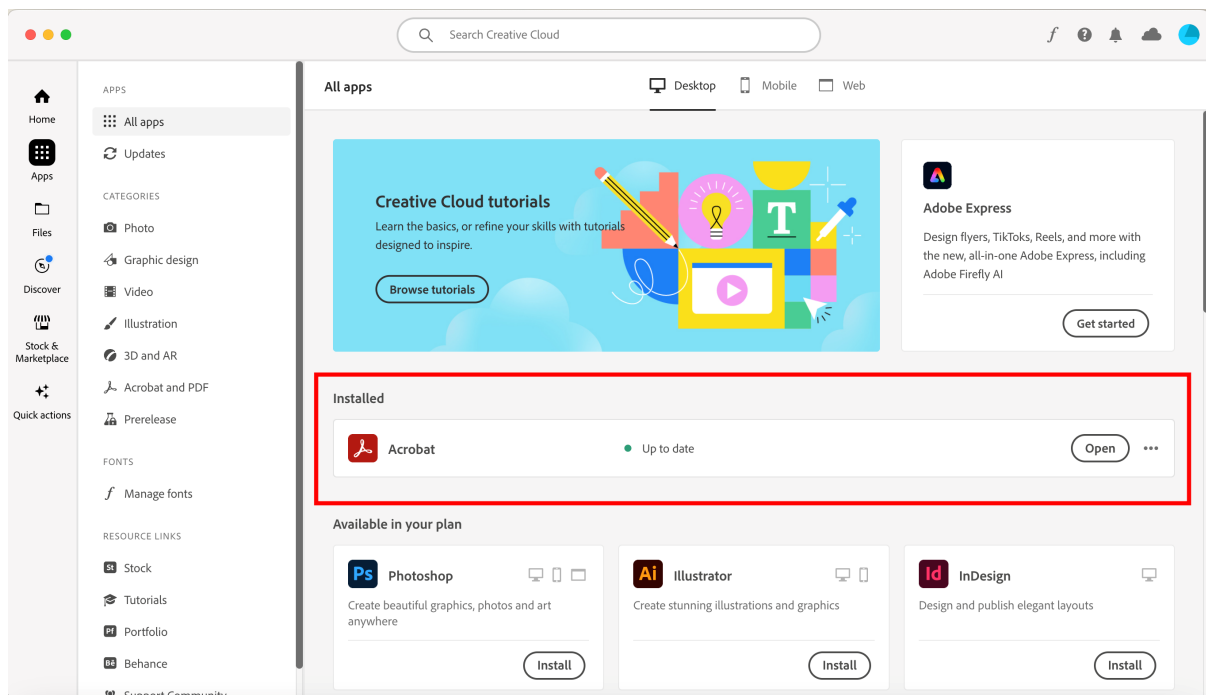 Search Creative Cloud
Home
Apps
Files
Discover
Stock &
Marketplace
Quick actions
APPS
All apps
Updates
CATEGORIES
Photo
Graphic design
Video
Illustration
3D and AR
Acrobat and PDF
Prerelease
FONTS
Manage fonts
RESOURCE LINKS
St Stock
Tutorials
Pf Portfolio
Bē Behance
Support Community
All apps
Desktop
Mobile
Web
Creative Cloud tutorials
Learn the basics, or refine your skills with tutorials
designed to inspire.
Browse tutorials
T
Adobe Express
Design flyers, TikToks, Reels, and more with
the new, all-in-one Adobe Express, including
Adobe Firefly AI
Get started
Installed
Acrobat
Up to date
Open
Available in your plan
Ps Photoshop
Create beautiful graphics, photos and art
anywhere
Install
Ai Illustrator
Create stunning illustrations and graphics
Install
Id InDesign
Design and publish elegant layouts
Install